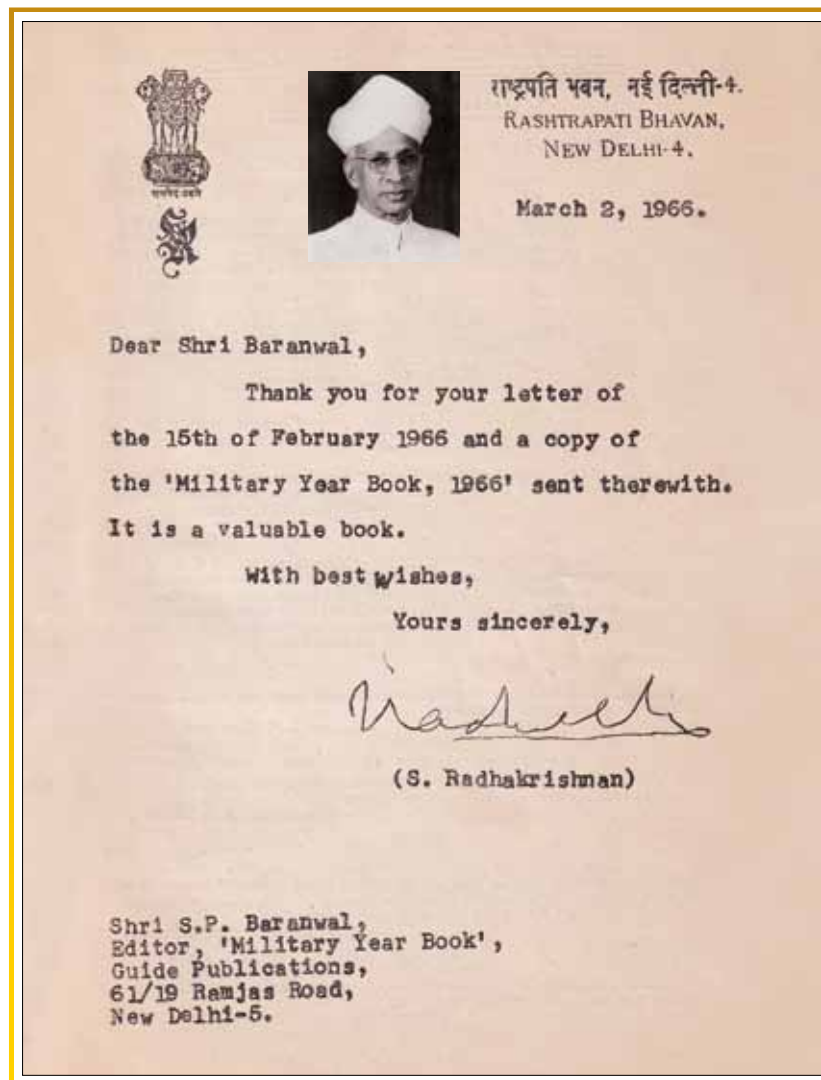 राष्ट्रपति भवन, नई दिल्ली-4.
RASHTRAPATI BHAVAN,
NEW DELHI-4.
सत्यमेव जयते
March 2, 1966.
Dear Shri Baranwal,
Thank you for your letter of
the 15th of February 1966 and a copy of
the 'Military Year Book, 1966' sent therewith.
It is a valuable book.
With best wishes,
Yours sincerely,
(S. Radhakrishnan)
Shri S.P. Baranwal,
Editor, 'Military Year Book',
Guide Publications,
61/19 Ramjas Road,
New Delhi-5.